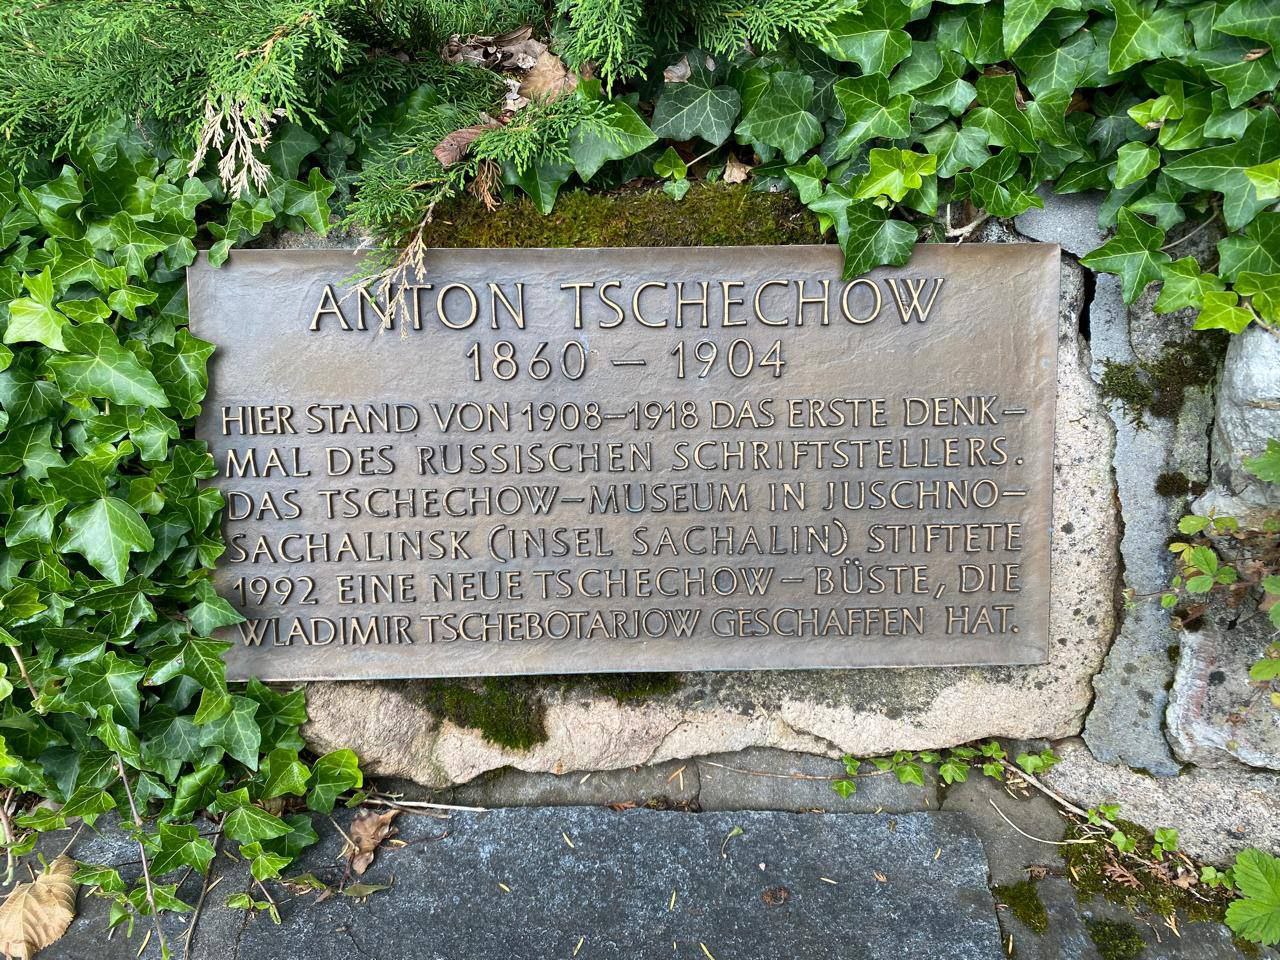 ANTON TSCHECHOW
1860 – 1904
HIER STAND VON 1908–1918 DAS ERSTE DENK–
MAL DES RUSSISCHEN SCHRIFTSTELLERS.
DAS TSCHECHOW–MUSEUM IN JUSCHNO–
SACHALINSK (INSEL SACHALIN) STIFTETE
1992 EINE NEUE TSCHECHOW–BÜSTE, DIE
WLADIMIR TSCHEBOTARJOW GESCHAFFEN HAT.